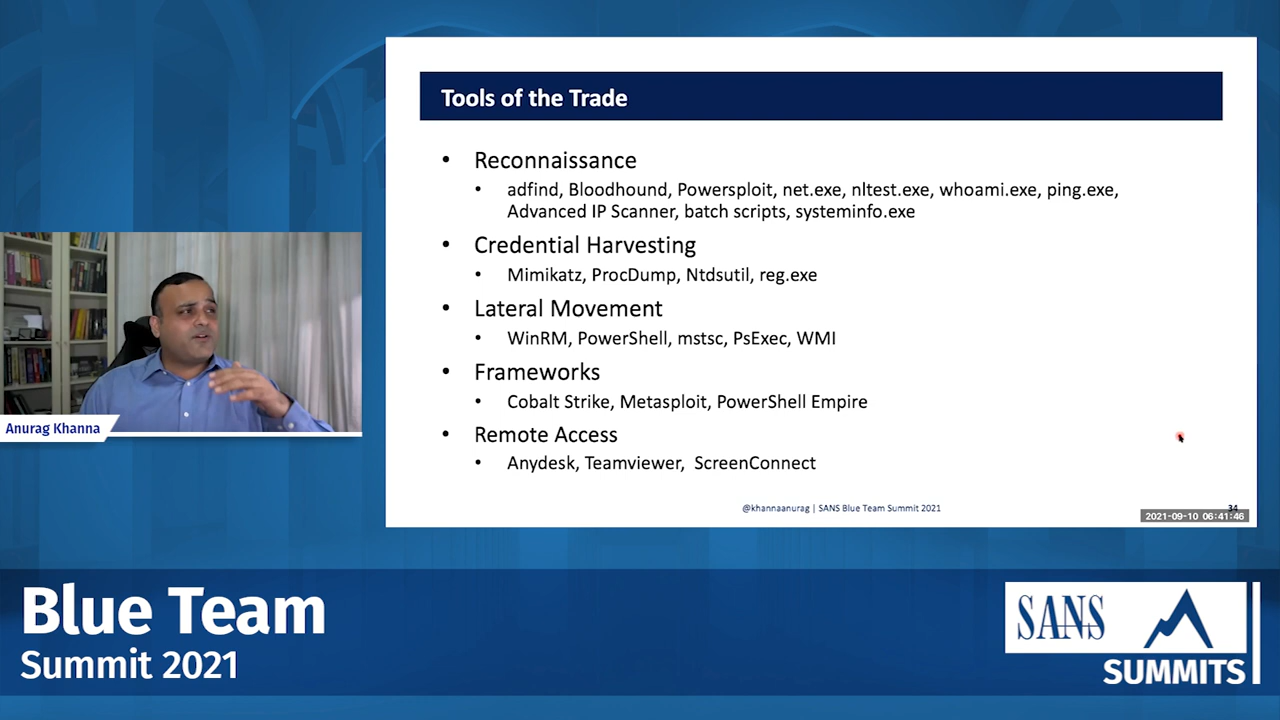 Tools of the Trade
• Reconnaissance
• adfind, Bloodhound, Powersploit, net.exe, nltest.exe, whoami.exe, ping.exe,
Advanced IP Scanner, batch scripts, systeminfo.exe
• Credential Harvesting
• Mimikatz, ProcDump, Ntdsutil, reg.exe
• Lateral Movement
• WinRM, PowerShell, mstsc, PsExec, WMI
• Frameworks
• Cobalt Strike, Metasploit, PowerShell Empire
• Remote Access
• Anydesk, Teamviewer, ScreenConnect
@khannaanurag | SANS Blue Team Summit 2021
34
2021-09-10 06:41:46
Anurag Khanna
Blue Team
Summit 2021
SANS
SUMMITS